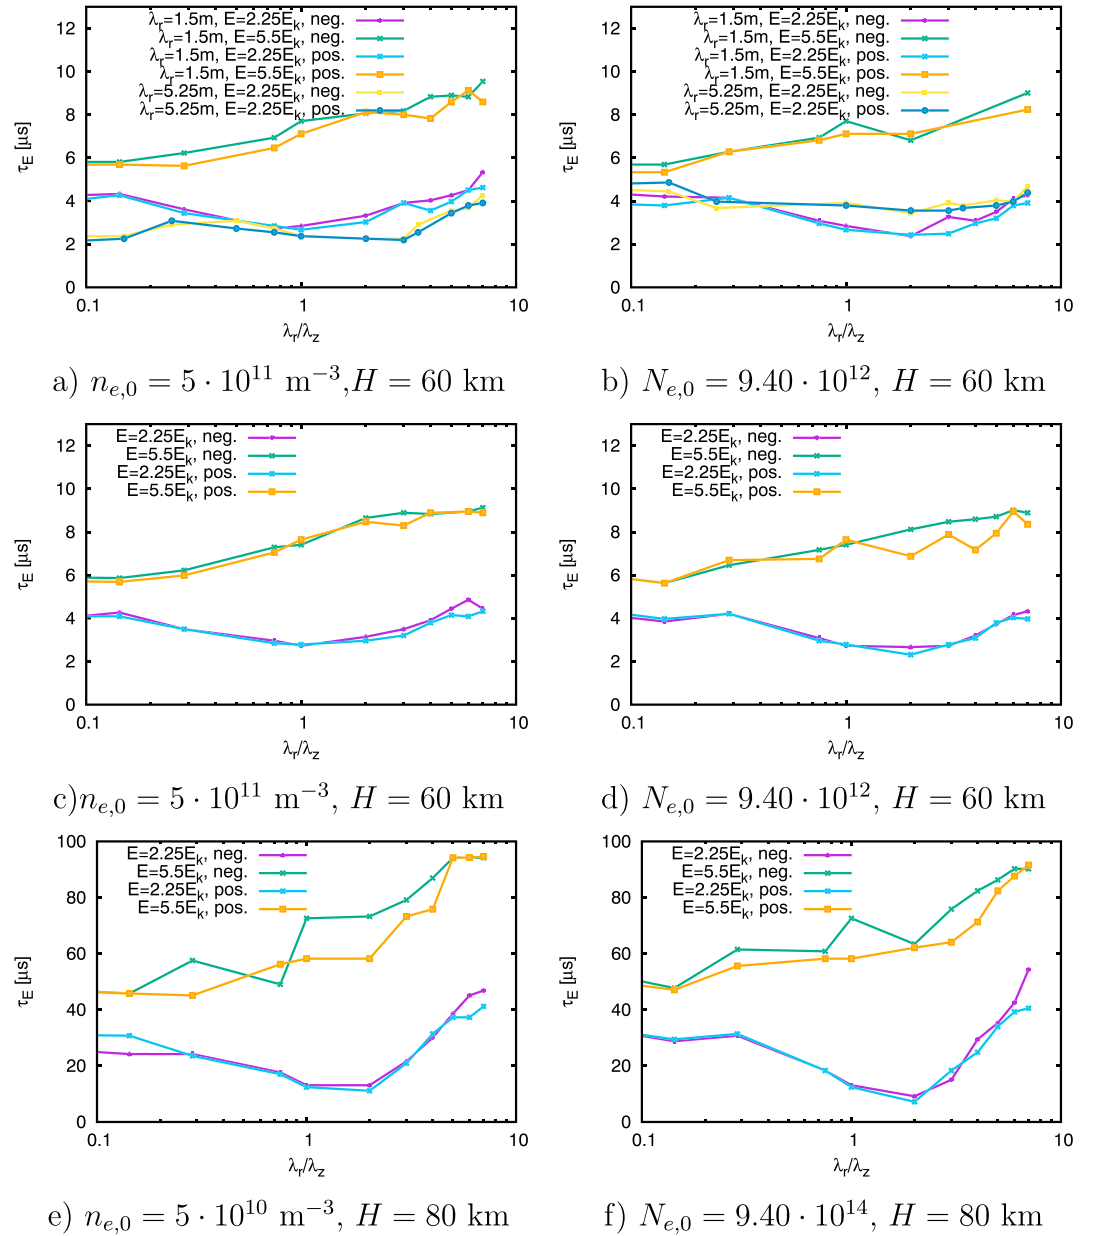 λr=1.5m, E=2.25Ek, neg.
λr=1.5m, E=5.5Ek, neg.
λr=1.5m, E=2.25Ek, pos.
λr=1.5m, E=5.5Ek, pos.
λr=5.25m, E=2.25Ek, neg.
λr=5.25m, E=2.25Ek, pos.
τE [μs]
12
10
8
6
4
2
0
0.1
1
10
λr/λz
a) ne,0 = 5 · 10^11 m^−3,H = 60 km
λr=1.5m, E=2.25Ek, neg.
λr=1.5m, E=5.5Ek, neg.
λr=1.5m, E=2.25Ek, pos.
λr=1.5m, E=5.5Ek, pos.
λr=5.25m, E=2.25Ek, neg.
λr=5.25m, E=2.25Ek, pos.
τE [μs]
12
10
8
6
4
2
0
0.1
1
10
λr/λz
b) Ne,0 = 9.40 · 10^12, H = 60 km
E=2.25Ek, neg.
E=5.5Ek, neg.
E=2.25Ek, pos.
E=5.5Ek, pos.
τE [μs]
12
10
8
6
4
2
0
0.1
1
10
λr/λz
c)ne,0 = 5 · 10^11 m^−3, H = 60 km
E=2.25Ek, neg.
E=5.5Ek, neg.
E=2.25Ek, pos.
E=5.5Ek, pos.
τE [μs]
12
10
8
6
4
2
0
0.1
1
10
λr/λz
d) Ne,0 = 9.40 · 10^12, H = 60 km
E=2.25Ek, neg.
E=5.5Ek, neg.
E=2.25Ek, pos.
E=5.5Ek, pos.
τE [μs]
100
80
60
40
20
0
0.1
1
10
λr/λz
e) ne,0 = 5 · 10^10 m^−3, H = 80 km
E=2.25Ek, neg.
E=5.5Ek, neg.
E=2.25Ek, pos.
E=5.5Ek, pos.
τE [μs]
100
80
60
40
20
0
0.1
1
10
λr/λz
f) Ne,0 = 9.40 · 10^14, H = 80 km